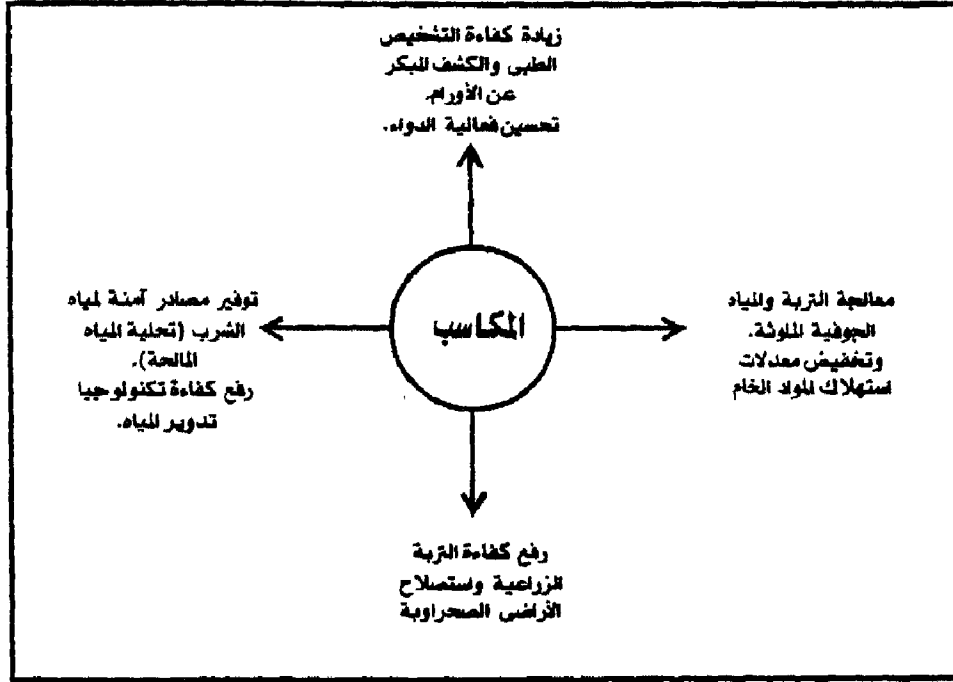 زيادة كفاءة التشخيص
الطبى والكشف المبكر
عن الأورام.
تحسين فعالية الدواء.
معالجة التربة والمياه
الجوفية الملوثة.
وتخفيض معدلات
استهلاك المواد الخام
المكاسب
توفير مصادر آمنة لمياه
الشرب (تحلية المياه
المالحة).
رفع كفاءة تكنولوجيا
تدوير المياه.
رفع كفاءة التربة
الزراعية واستصلاح
الأراضى الصحراوية